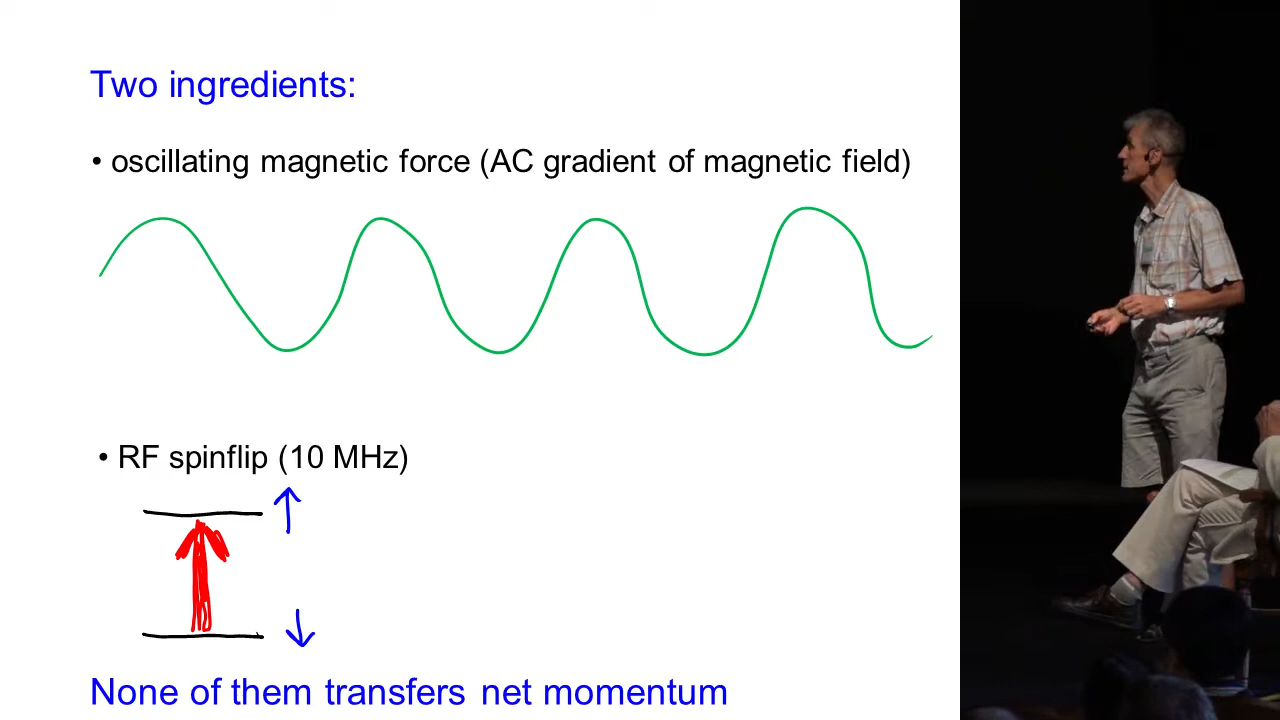 Two ingredients:
• oscillating magnetic force (AC gradient of magnetic field)
• RF spinflip (10 MHz)
None of them transfers net momentum